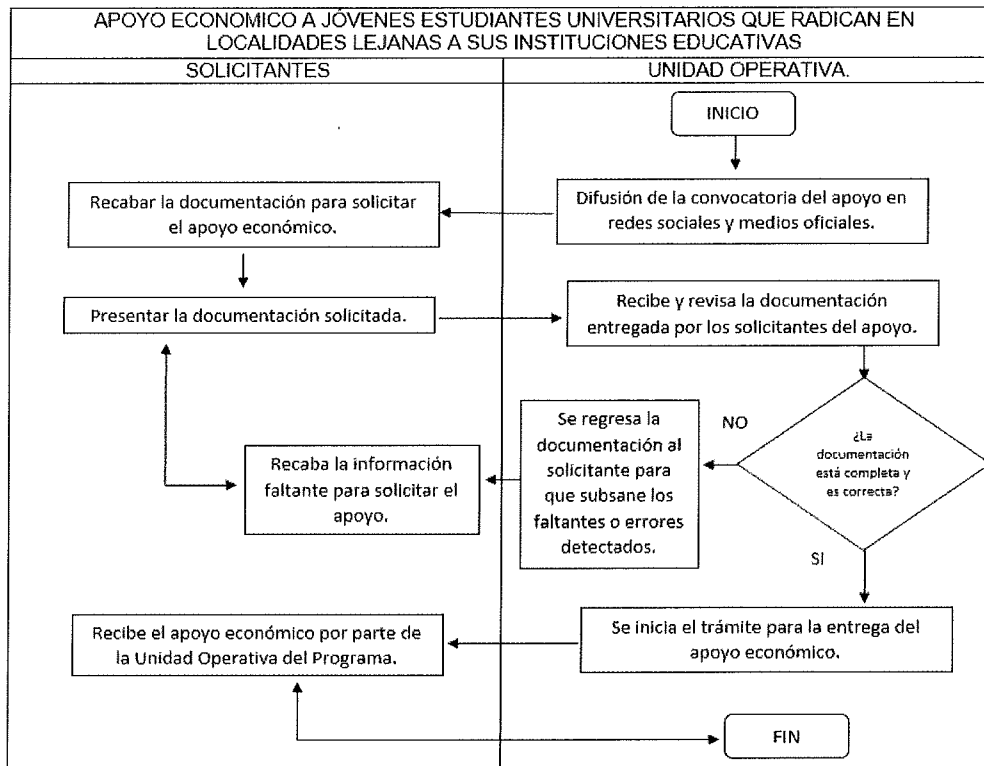 APOYO ECONOMICO A JÓVENES ESTUDIANTES UNIVERSITARIOS QUE RADICAN EN
LOCALIDADES LEJANAS A SUS INSTITUCIONES EDUCATIVAS
SOLICITANTES
UNIDAD OPERATIVA.
INICIO
Difusión de la convocatoria del apoyo en
redes sociales y medios oficiales.
Recabar la documentación para solicitar
el apoyo económico.
Presentar la documentación solicitada.
Recibe y revisa la documentación
entregada por los solicitantes del apoyo.
¿La
documentación
está completa y
es correcta?
NO
Se regresa la
documentación al
solicitante para
que subsane los
faltantes o errores
detectados.
Recaba la información
faltante para solicitar el
apoyo.
SI
Se inicia el trámite para la entrega del
apoyo económico.
Recibe el apoyo económico por parte de
la Unidad Operativa del Programa.
FIN